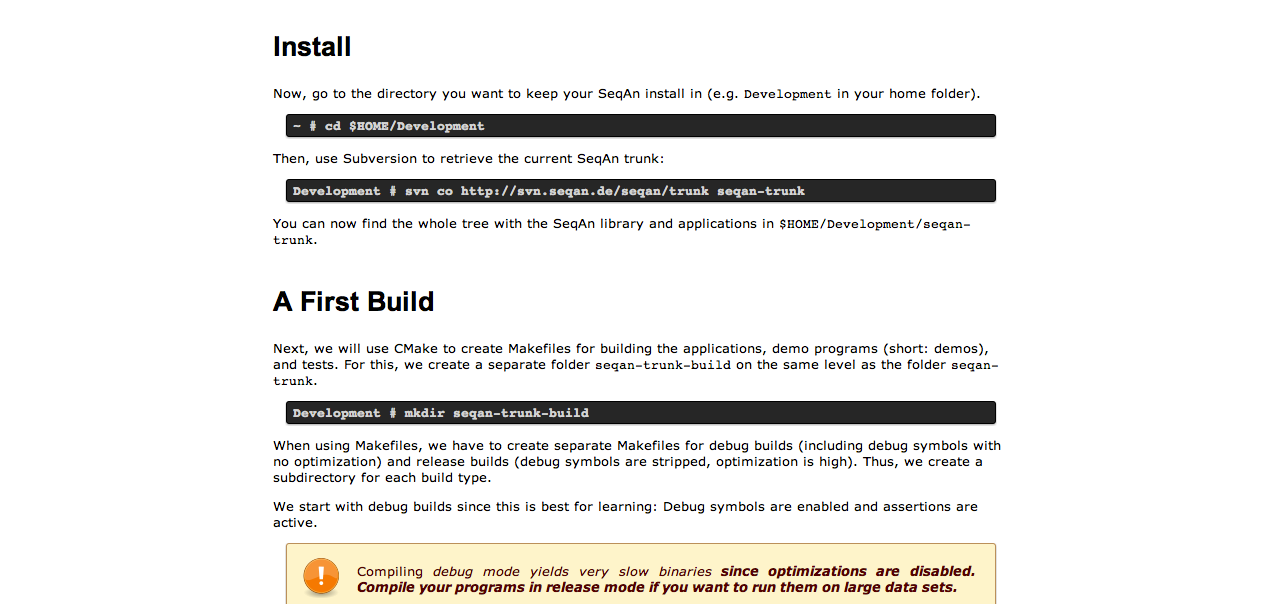 Install
Now, go to the directory you want to keep your SeqAn install in (e.g. Development in your home folder).
~ # cd $HOME/Development
Then, use Subversion to retrieve the current SeqAn trunk:
Development # svn co http://svn.seqan.de/seqan/trunk seqan-trunk
You can now find the whole tree with the SeqAn library and applications in $HOME/Development/seqan-
trunk.
A First Build
Next, we will use CMake to create Makefiles for building the applications, demo programs (short: demos),
and tests. For this, we create a separate folder seqan-trunk-build on the same level as the folder seqan-
trunk.
Development # mkdir seqan-trunk-build
When using Makefiles, we have to create separate Makefiles for debug builds (including debug symbols with
no optimization) and release builds (debug symbols are stripped, optimization is high). Thus, we create a
subdirectory for each build type.
We start with debug builds since this is best for learning: Debug symbols are enabled and assertions are
active.
Compiling debug mode yields very slow binaries since optimizations are disabled.
Compile your programs in release mode if you want to run them on large data sets.